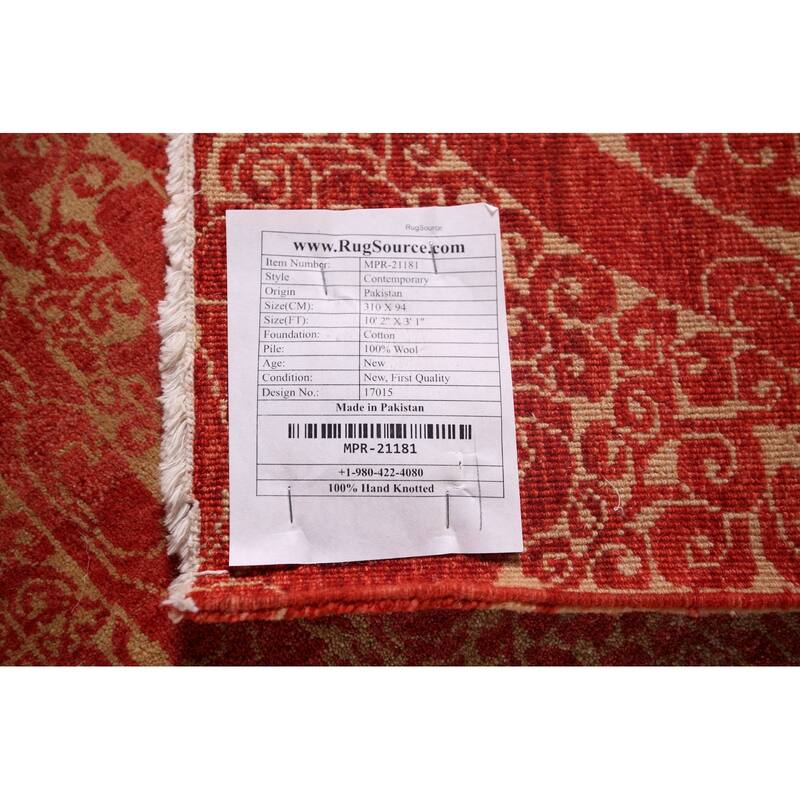 RugSource
www.RugSource.com
Item Number: MPR-21181
Style Contemporary
Origin Pakistan
Size(CM): 310 X 94
Size(FT): 10' 2" X 3' 1"
Foundation: Cotton
Pile: 100% Wool
Age: New
Condition: New, First Quality
Design No.: 17015
Made in Pakistan
MPR-21181
+1-980-422-4080
100% Hand Knotted